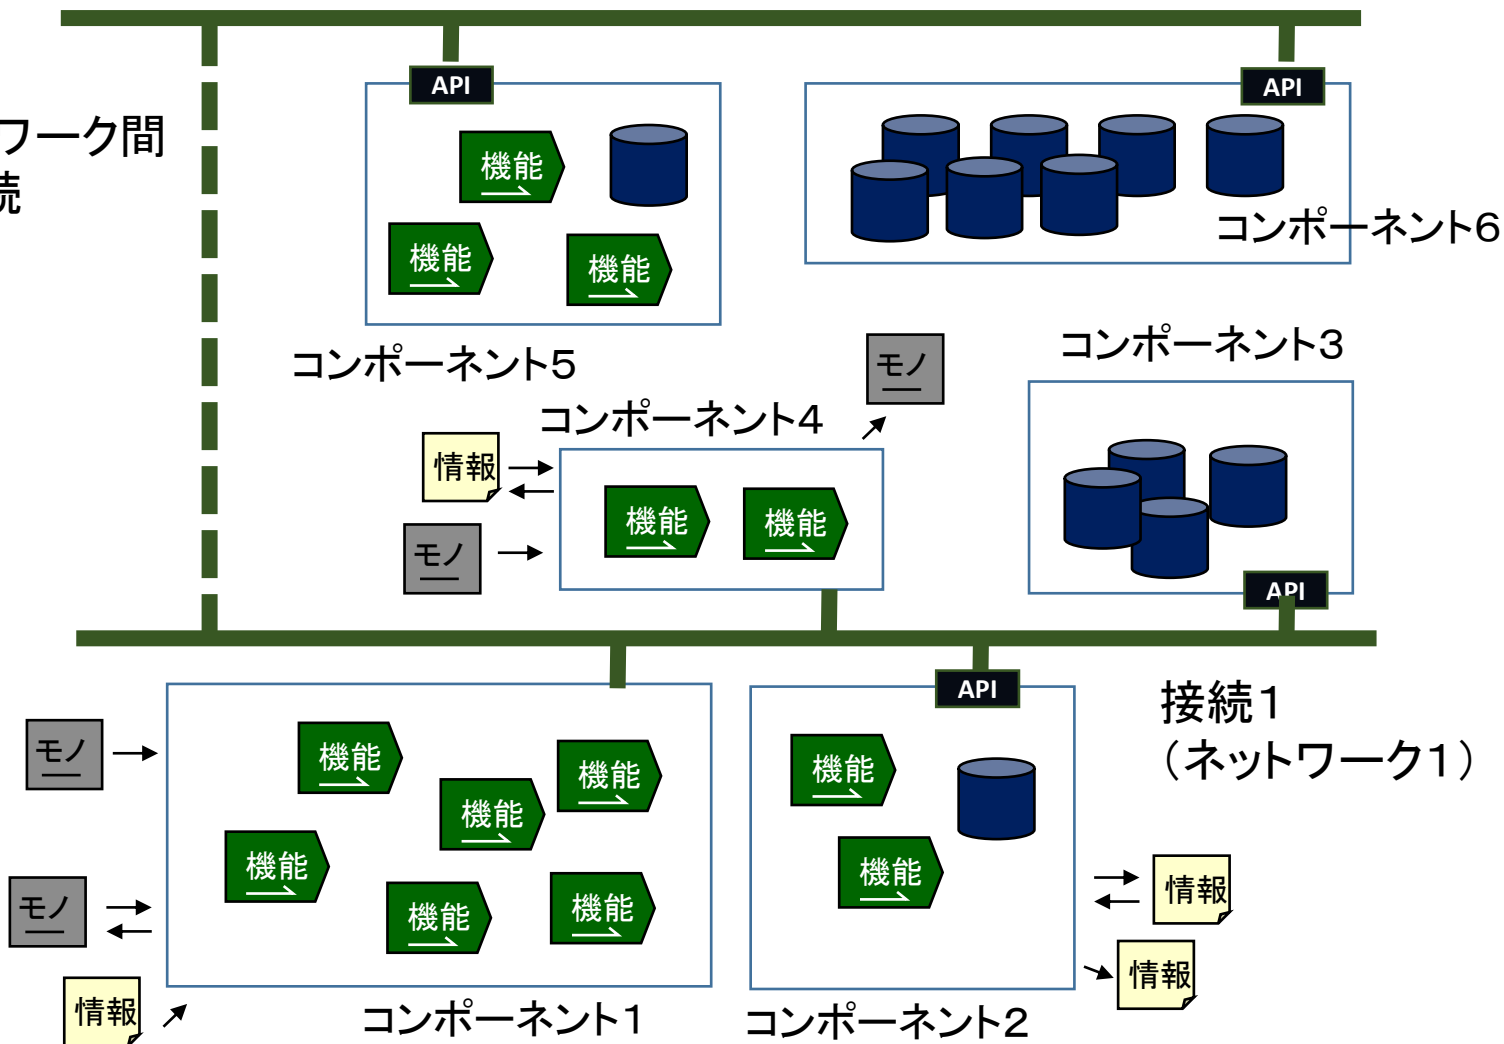 API
API
ワーク間
続
機能
機能
機能
コンポーネント6
コンポーネント5
コンポーネント3
モノ
コンポーネント4
情報
機能
機能
モノ
API
API
接続１
（ネットワーク１）
モノ
機能
機能
機能
機能
機能
機能
モノ
情報
コンポーネント1
機能
機能
情報
情報
コンポーネント2